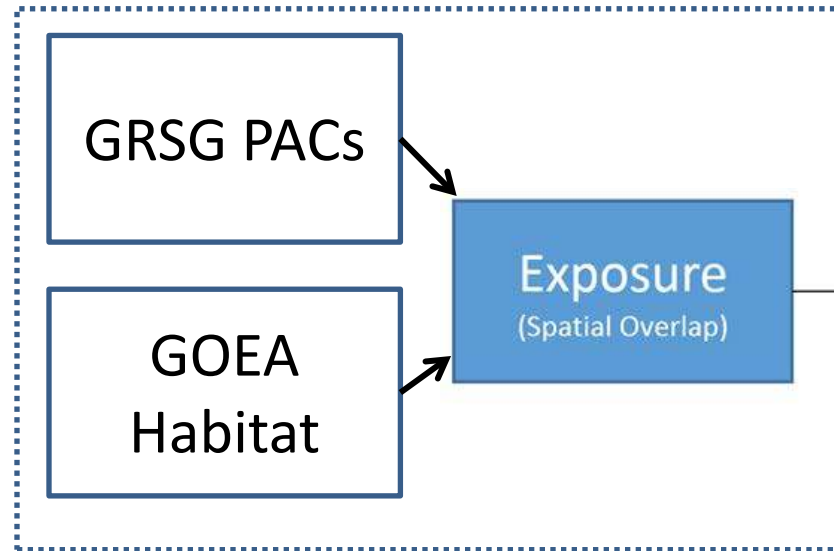 GRSG PACs
GOEA
Habitat
Exposure
(Spatial Overlap)